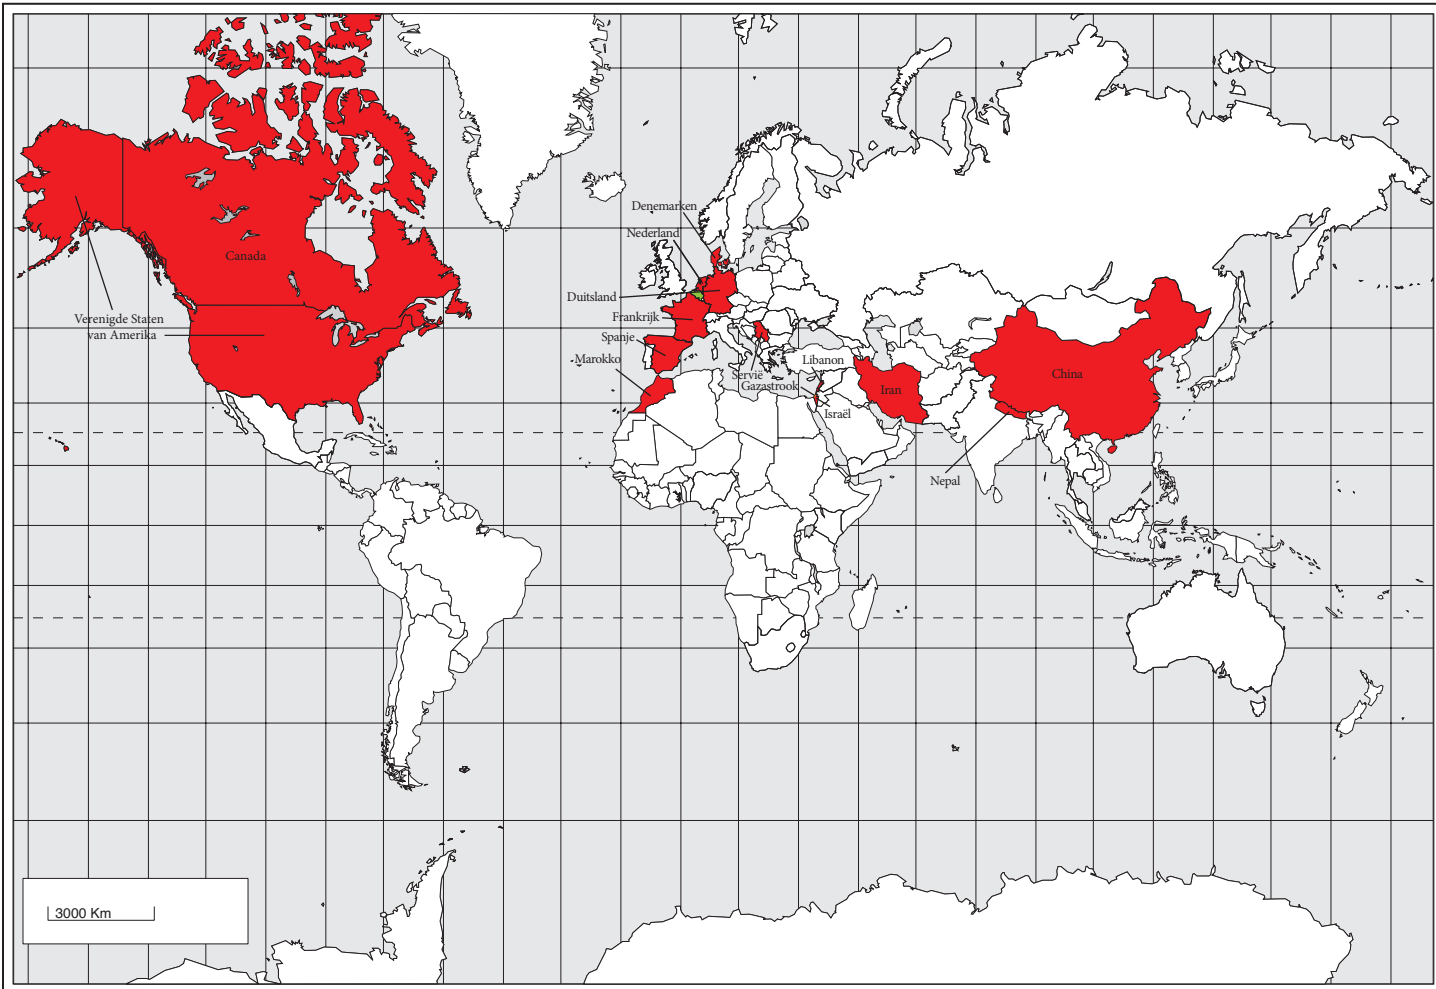 Denemarken
Nederland
Canada
Duitsland
Verenigde Staten
van Amerika
Frankrijk
Spanje
Marokko
Libanon
Servië
Gazastrook
Israël
Iran
China
Nepal
3000 Km